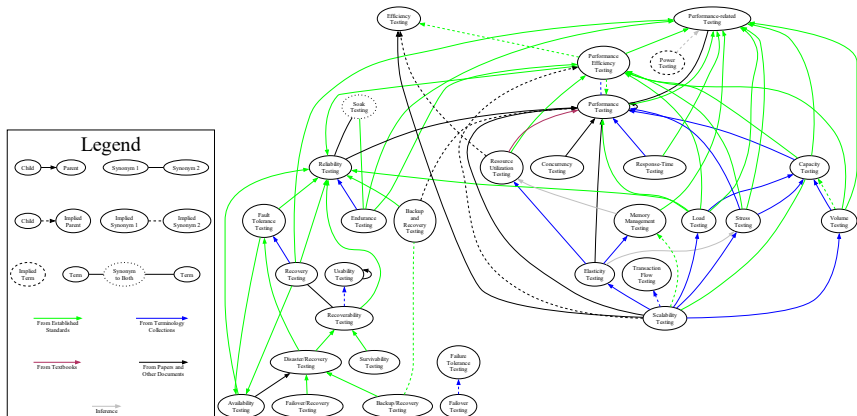 Efficiency
Testing
Performance-related
Testing
Performance
Efficiency
Testing
Power
Testing
Soak
Testing
Performance
Testing
Legend
Child
Parent
Synonym 1
Synonym 2
Reliability
Testing
Resource
Utilization
Testing
Concurrency
Testing
Response-Time
Testing
Capacity
Testing
Child
Implied
Parent
Implied
Synonym 1
Implied
Synonym 2
Fault
Tolerance
Testing
Endurance
Testing
Backup
and Recovery
Testing
Memory
Management
Testing
Load
Testing
Stress
Testing
Volume
Testing
Implied
Term
Term
Synonym
to Both
Term
Recovery
Testing
Usability
Testing
Elasticity
Testing
Transaction
Flow
Testing
From Established
Standards
From Terminology
Collections
Recoverability
Testing
Scalability
Testing
From Textbooks
From Papers and
Other Documents
Disaster/Recovery
Testing
Survivability
Testing
Failure
Tolerance
Testing
Inference
Availability
Testing
Failover/Recovery
Testing
Backup/Recovery
Testing
Failover
Testing